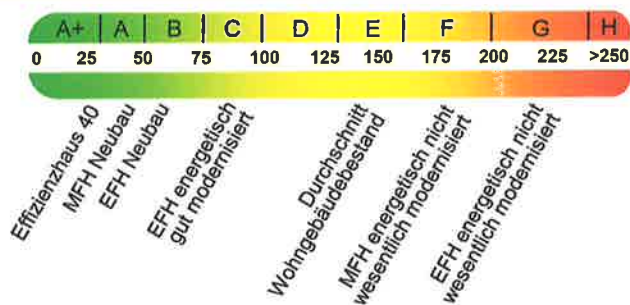 A+ A B C D E F G H
0 25 50 75 100 125 150 175 200 225 >250
Effizienzhaus 40
MFH Neubau
EFH Neubau
EFH energetisch
gut modernisiert
Durchschnitt
Wohngebäudebestand
MFH energetisch nicht
wesentlich modernisiert
EFH energetisch nicht
wesentlich modernisiert